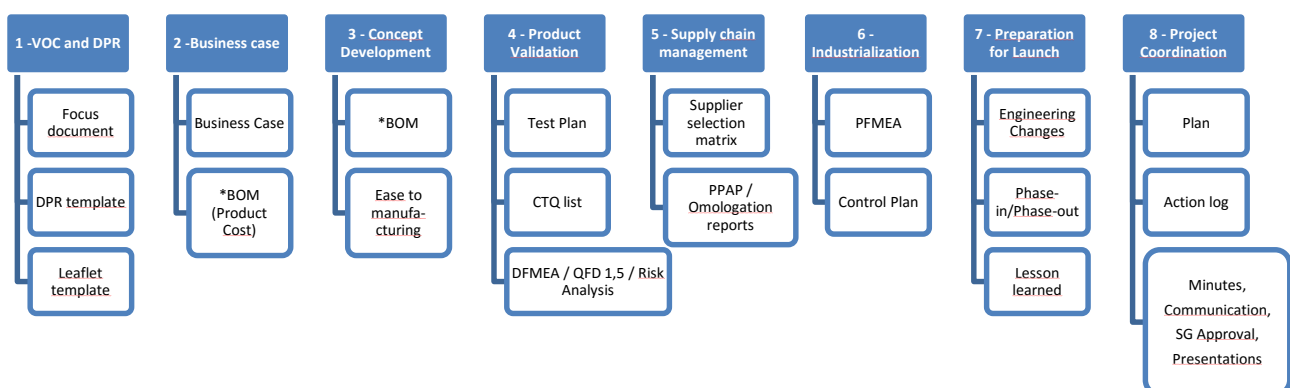 1 -VOC and DPR
Focus
document
DPR template
Leaflet
template
2 -Business case
Business Case
*BOM
(Product
Cost)
3 - Concept
Development
*BOM
Ease to
manufa-
cturing
4 - Product
Validation
Test Plan
CTQ list
DFMEA / QFD 1,5 / Risk
Analysis
5 - Supply chain
management
Supplier
selection
matrix
PPAP /
Omologation
reports
6 -
Industrialization
PFMEA
Control Plan
7 - Preparation
for Launch
Engineering
Changes
Phase-
in/Phase-out
Lesson
learned
8 - Project
Coordination
Plan
Action log
Minutes,
Communication,
SG Approval,
Presentations